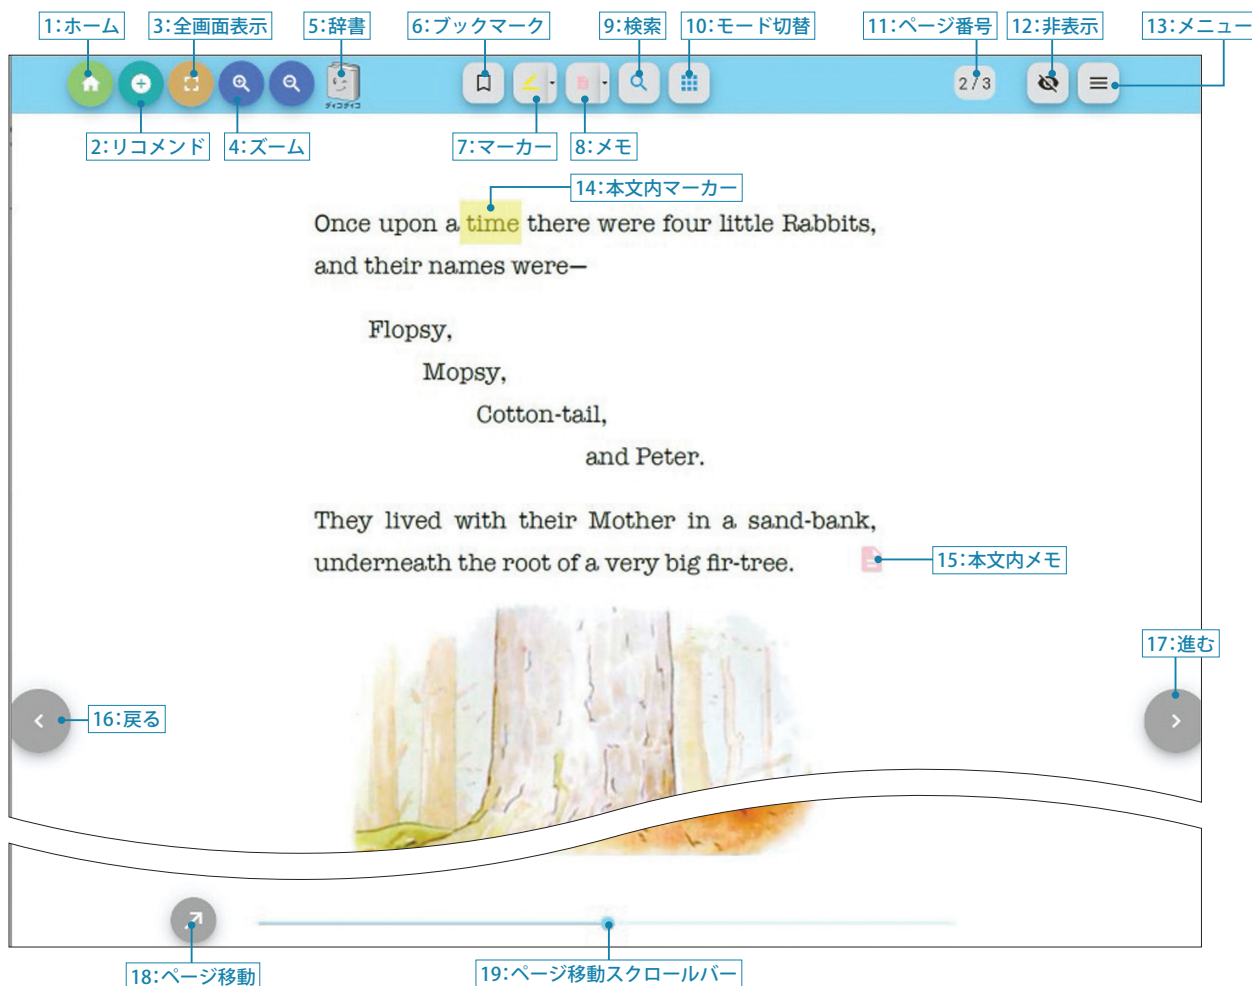 1：ホーム
3：全画面表示
5：辞書
6：ブックマーク
9：検索
10：モード切替
11：ページ番号
12：非表示
13：メニュー
2 / 3
ディコディコ
2：リコメンド
4：ズーム
7：マーカー
8：メモ
14：本文内マーカー
Once upon a time there were four little Rabbits,
and their names were—
Flopsy,
Mopsy,
Cotton-tail,
and Peter.
They lived with their Mother in a sand-bank,
underneath the root of a very big fir-tree.
15：本文内メモ
17：進む
16：戻る
18：ページ移動
19：ページ移動スクロールバー